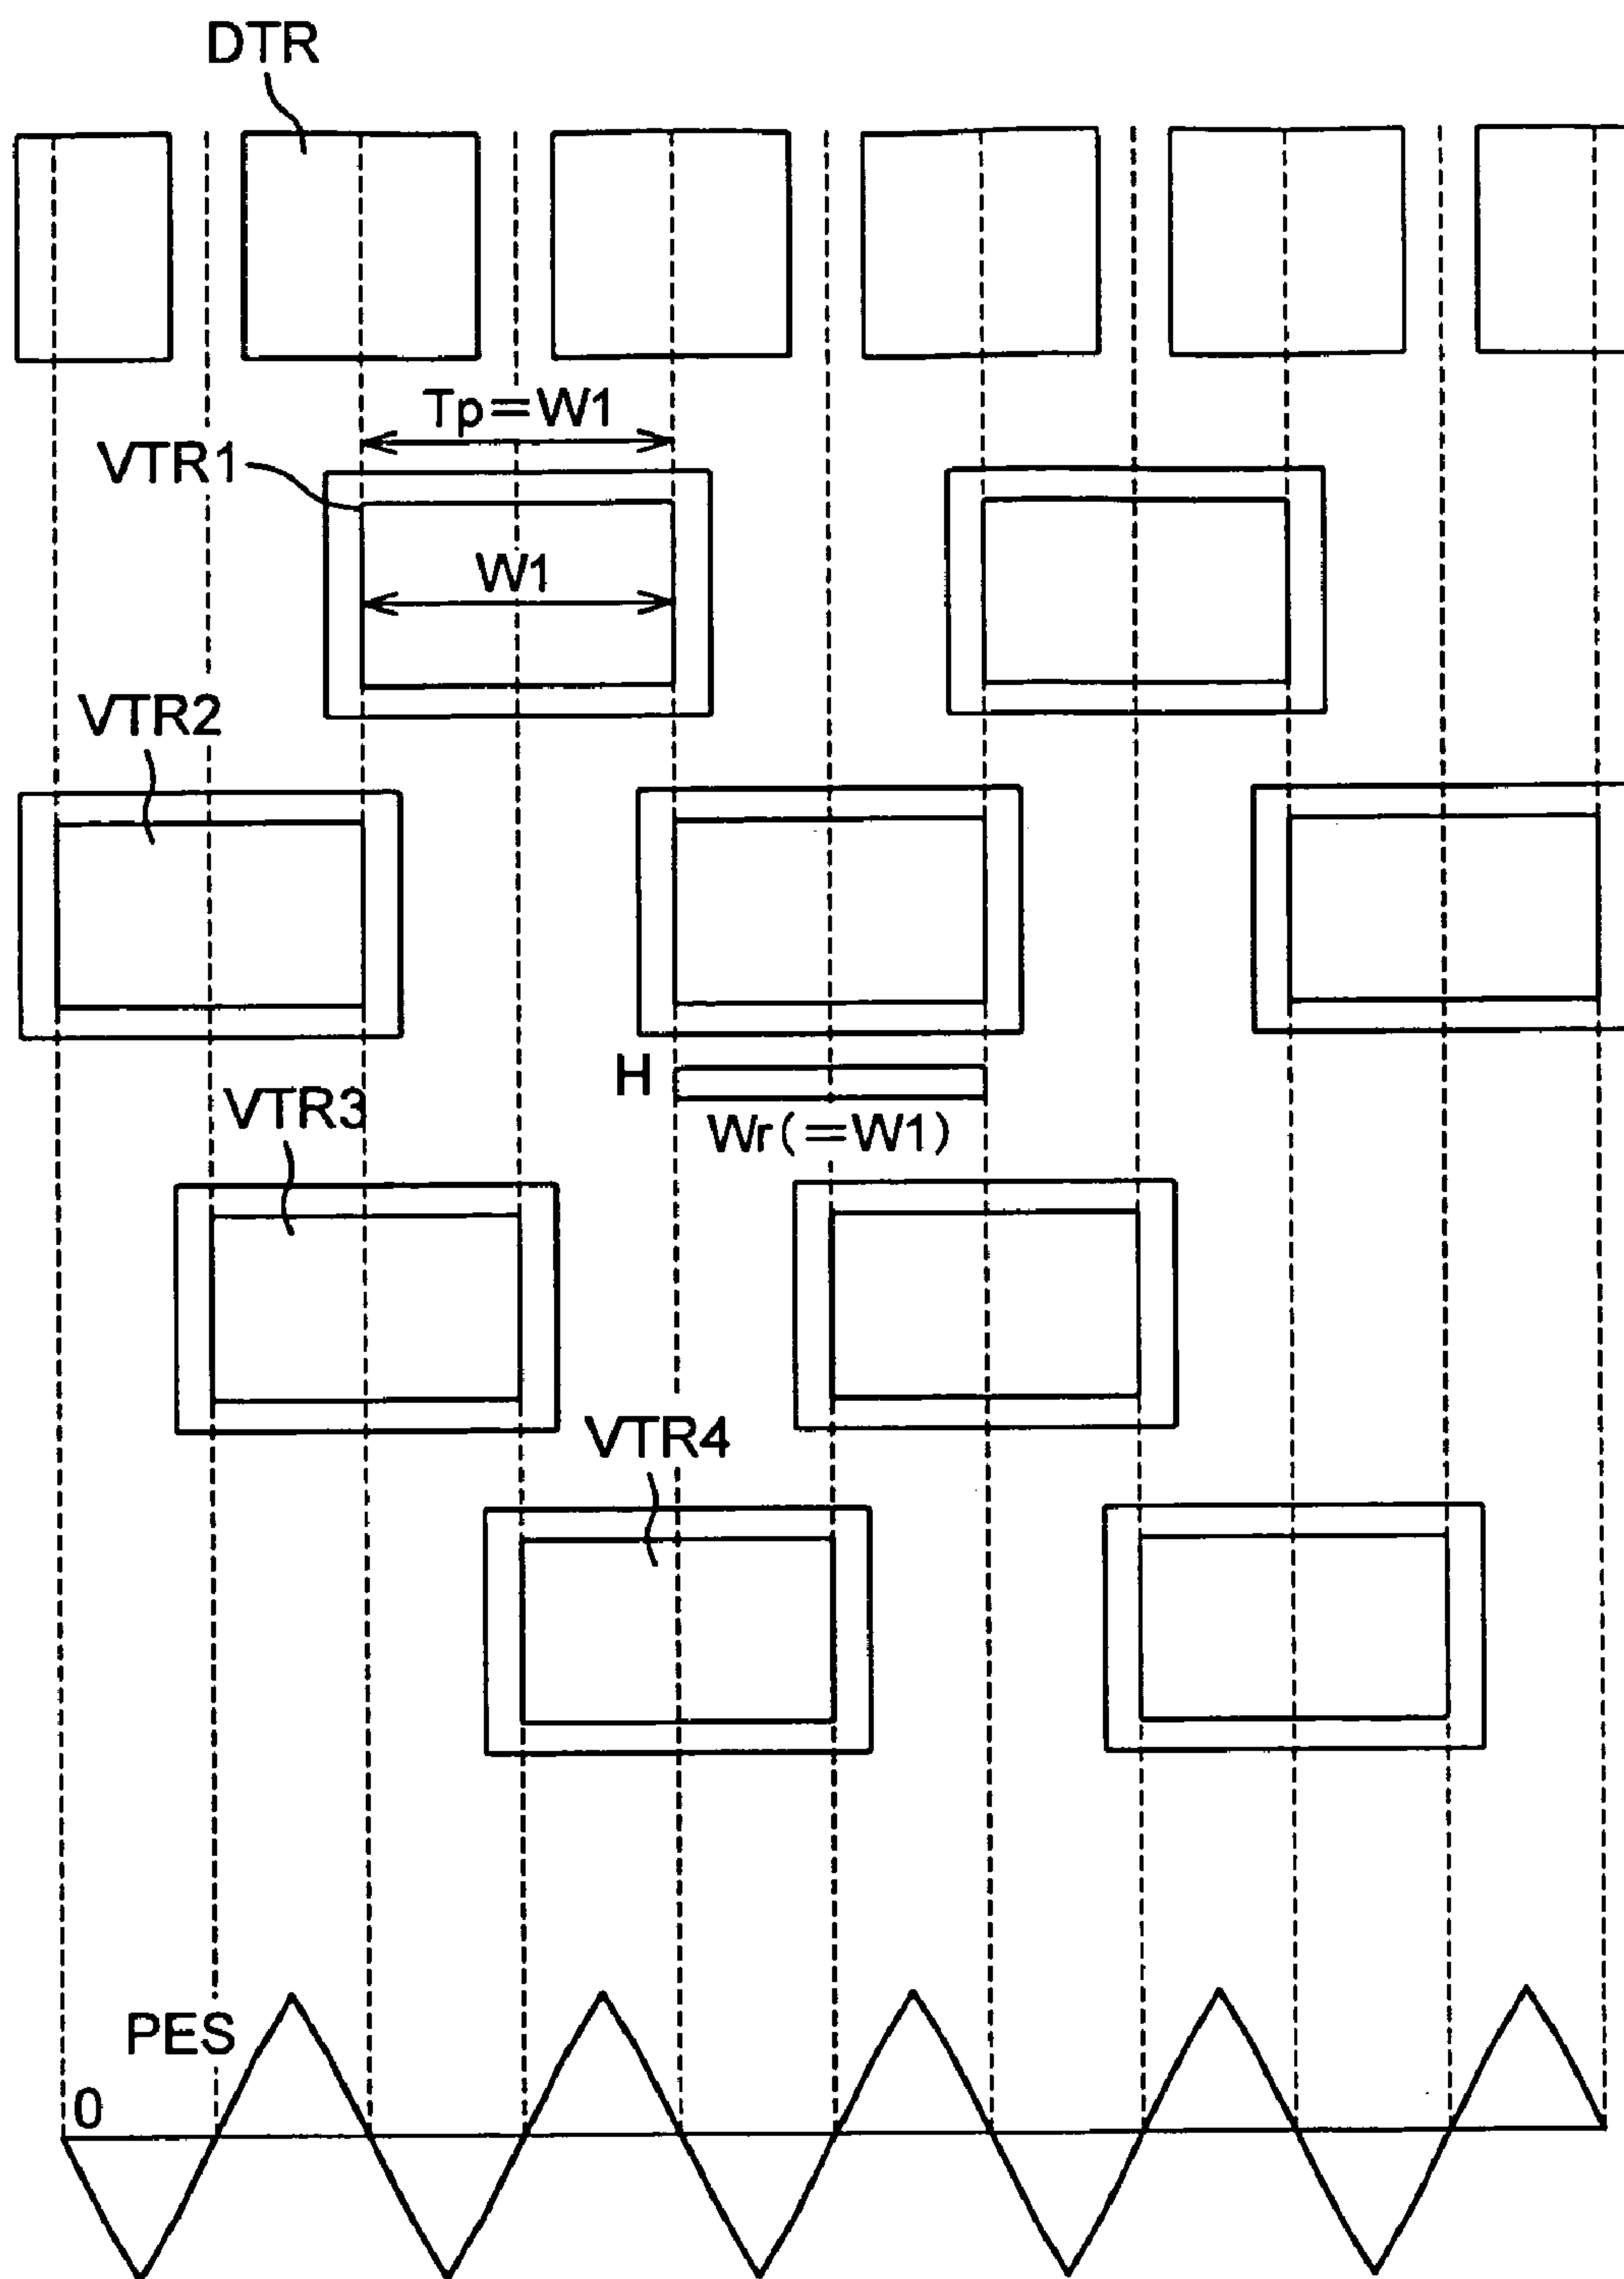 DTR
Tp=W1
VTR1
W1
VTR2
H
Wr(=W1)
VTR3
VTR4
PES
0